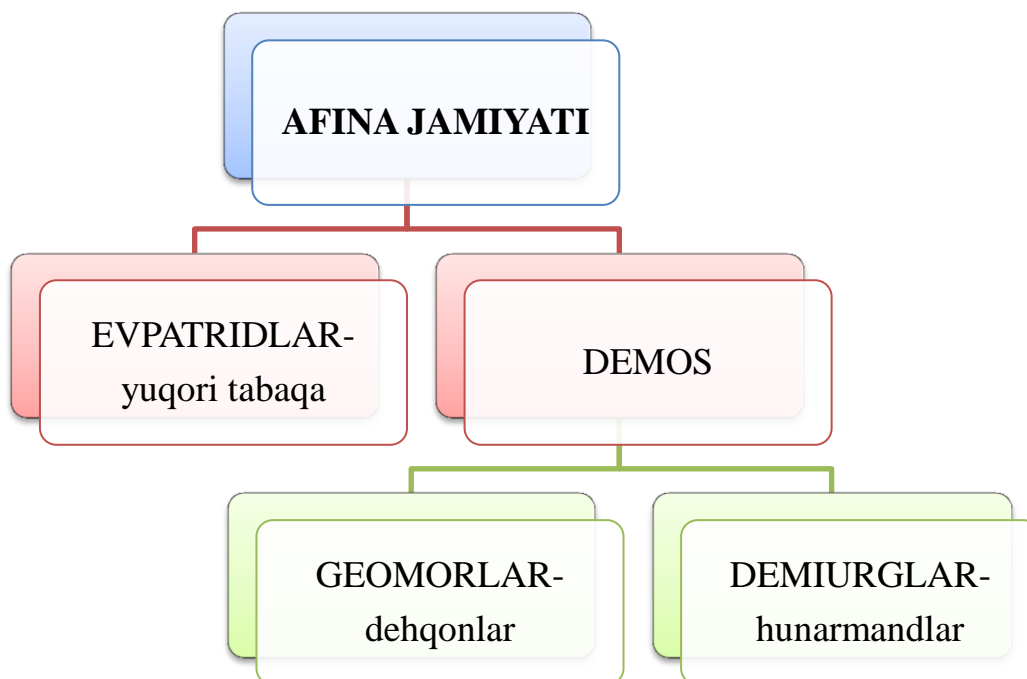 AFINA JAMIYATI
EVPATRIDLAR-
yuqori tabaqa
DEMOS
GEOMORLAR-
dehqonlar
DEMIURGLAR-
hunarmandlar